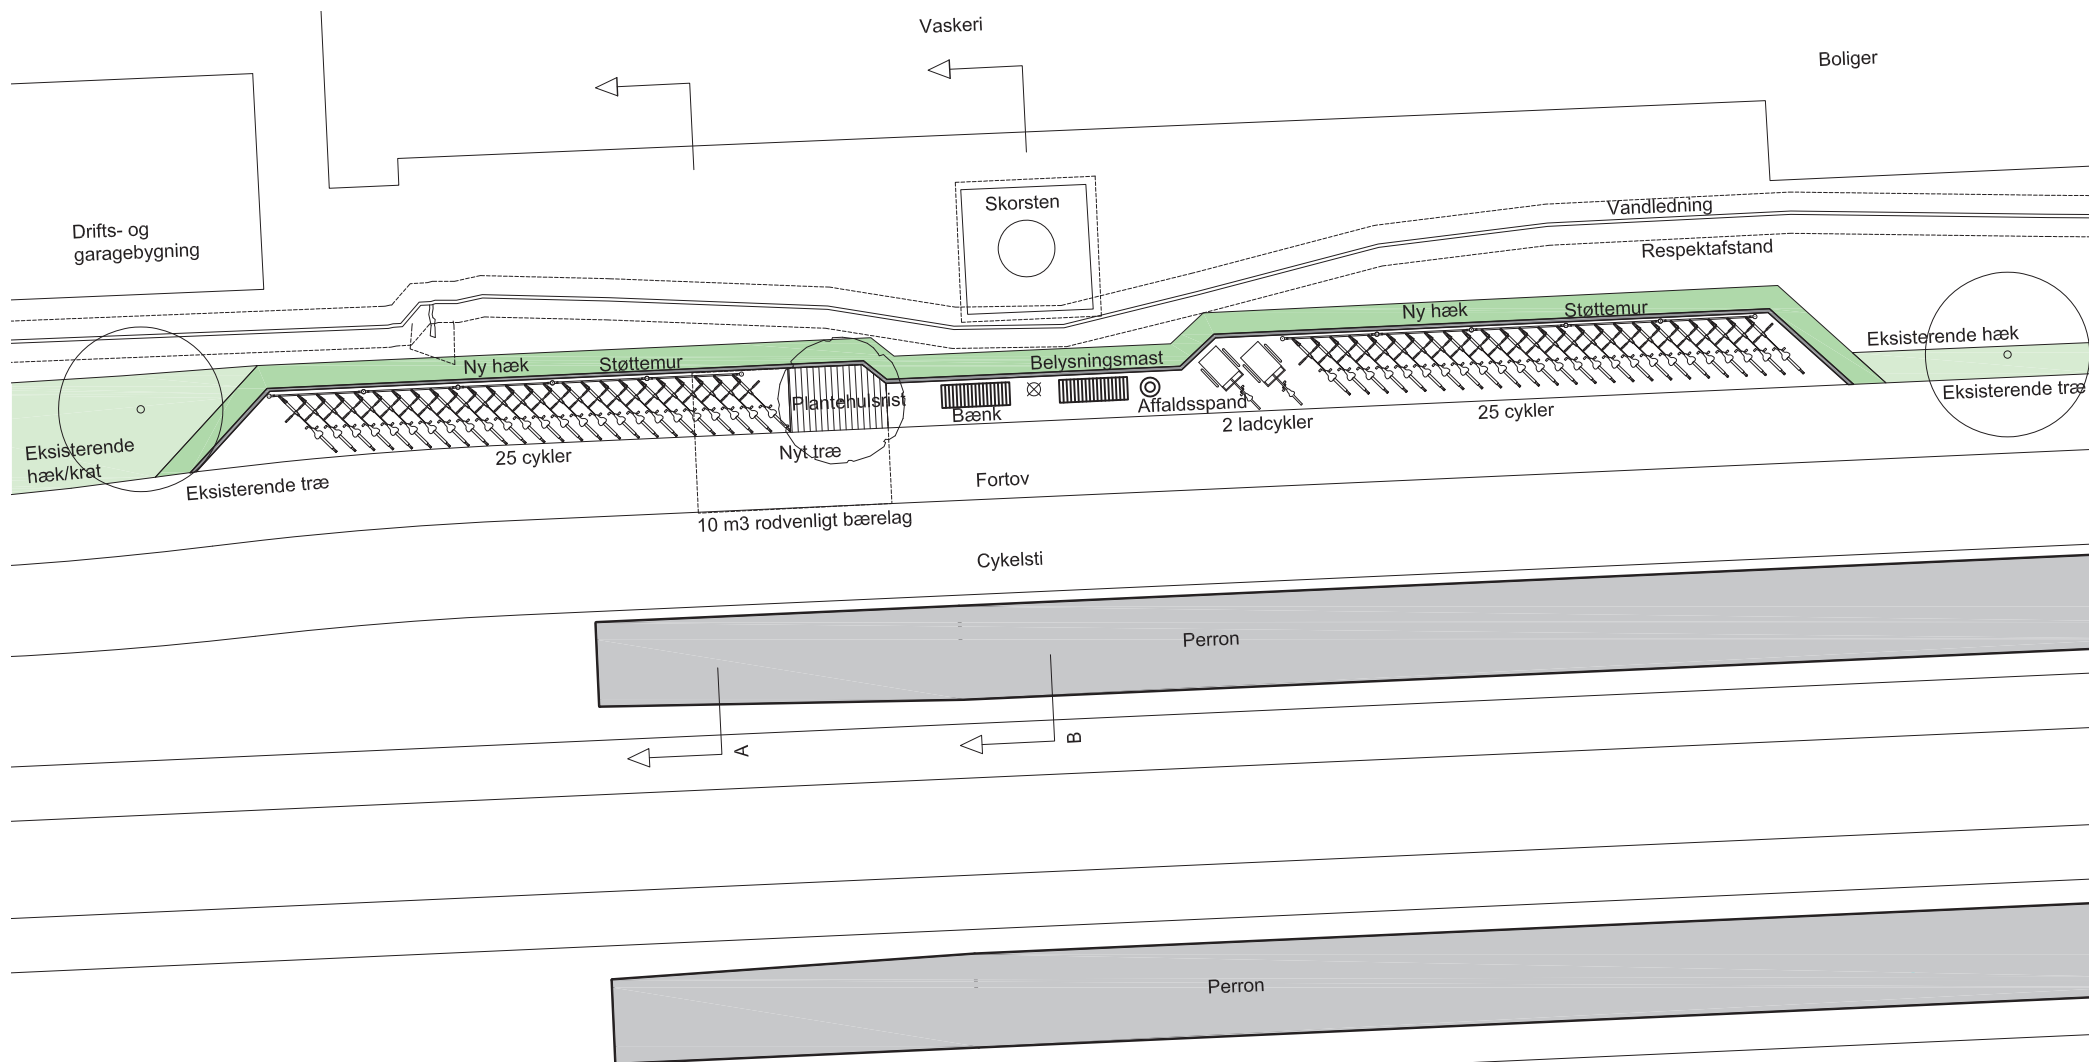 Vaskeri
Boliger
Skorsten
Vandledning
Drifts- og
garagebygning
Respektafstand
Ny hæk
Støttemur
Eksisterende hæk
Ny hæk
Støttemur
Belysningsmast
Eksisterende træ
Plantehulsrist
Bænk
Affaldsspand
2 ladcykler
25 cykler
Eksisterende
hæk/krat
25 cykler
Nyt træ
Eksisterende træ
Fortov
10 m3 rodvenligt bærelag
Cykelsti
Perron
A
B
Perron